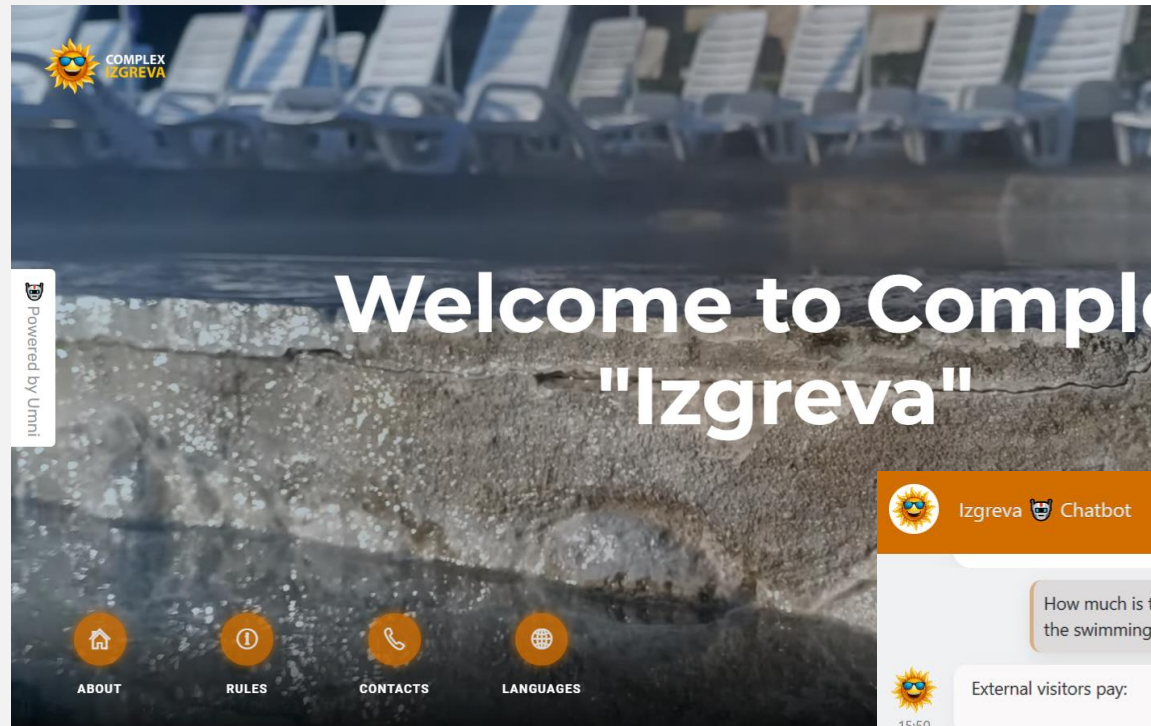 COMPLEX
IZGREVA
Powered by Umni
Welcome to Comple
"Izgreva"
ABOUT
RULES
CONTACTS
LANGUAGES
Izgreva Chatbot
How much is t
the swimming
External visitors pay:
15:50